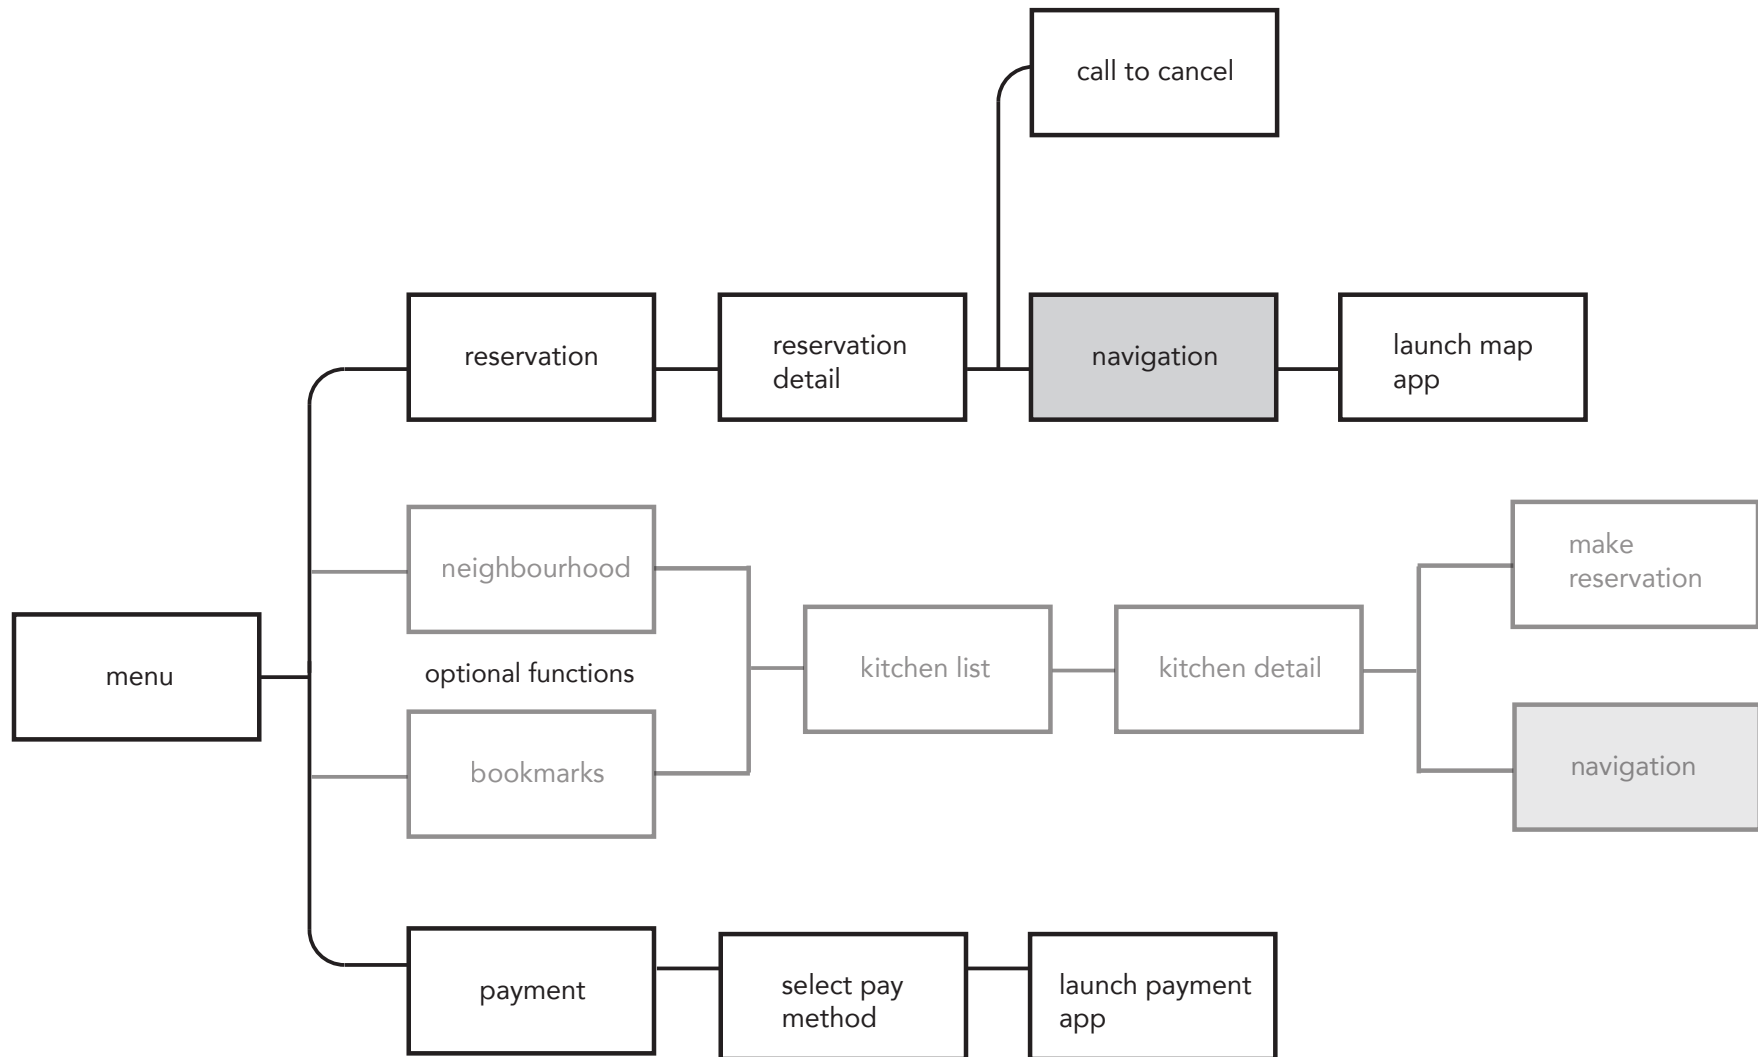 call to cancel
reservation
reservation
detail
navigation
launch map
app
neighbourhood
make
reservation
menu
optional functions
kitchen list
kitchen detail
bookmarks
navigation
payment
select pay
method
launch payment
app